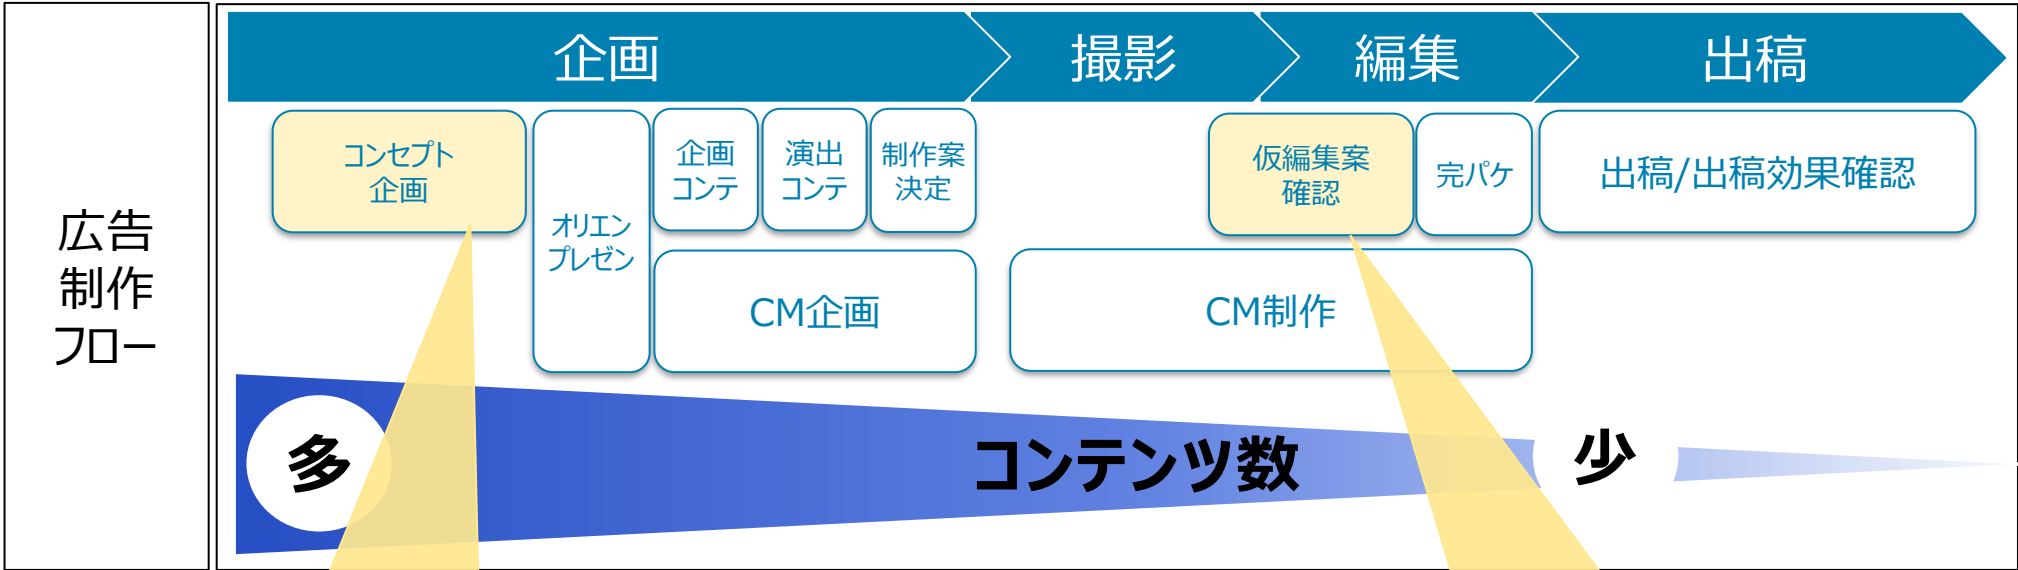 広告
制作
フロー
企画
撮影
編集
出稿
コンセプト
企画
オリエン
プレゼン
企画
コンテ
演出
コンテ
制作案
決定
CM企画
仮編集案
確認
完パケ
CM制作
出稿/出稿効果確認
多
コンテンツ数
少